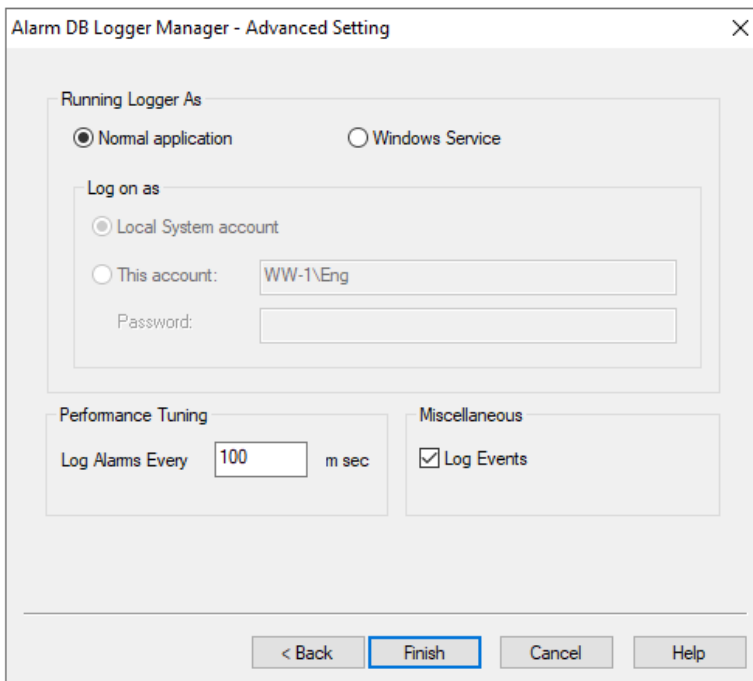 Alarm DB Logger Manager - Advanced Setting
Running Logger As
Normal application
Windows Service
Log on as
Local System account
This account:
WW-1\Eng
Password:
Performance Tuning
Log Alarms Every 100 m sec
Miscellaneous
Log Events
< Back
Finish
Cancel
Help